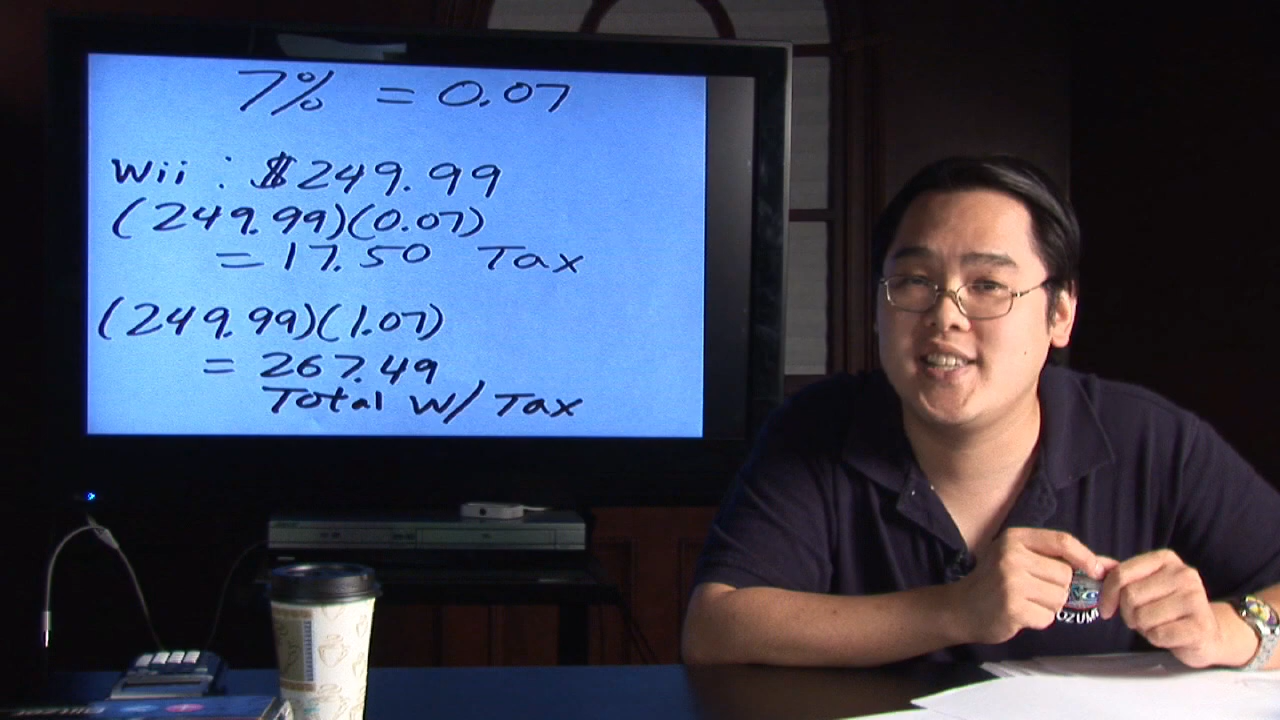 7% = 0.07
Wii : $249.99
(249.99)(0.07)
= 17.50 Tax
(249.99)(1.07)
= 267.49
Total w/ Tax